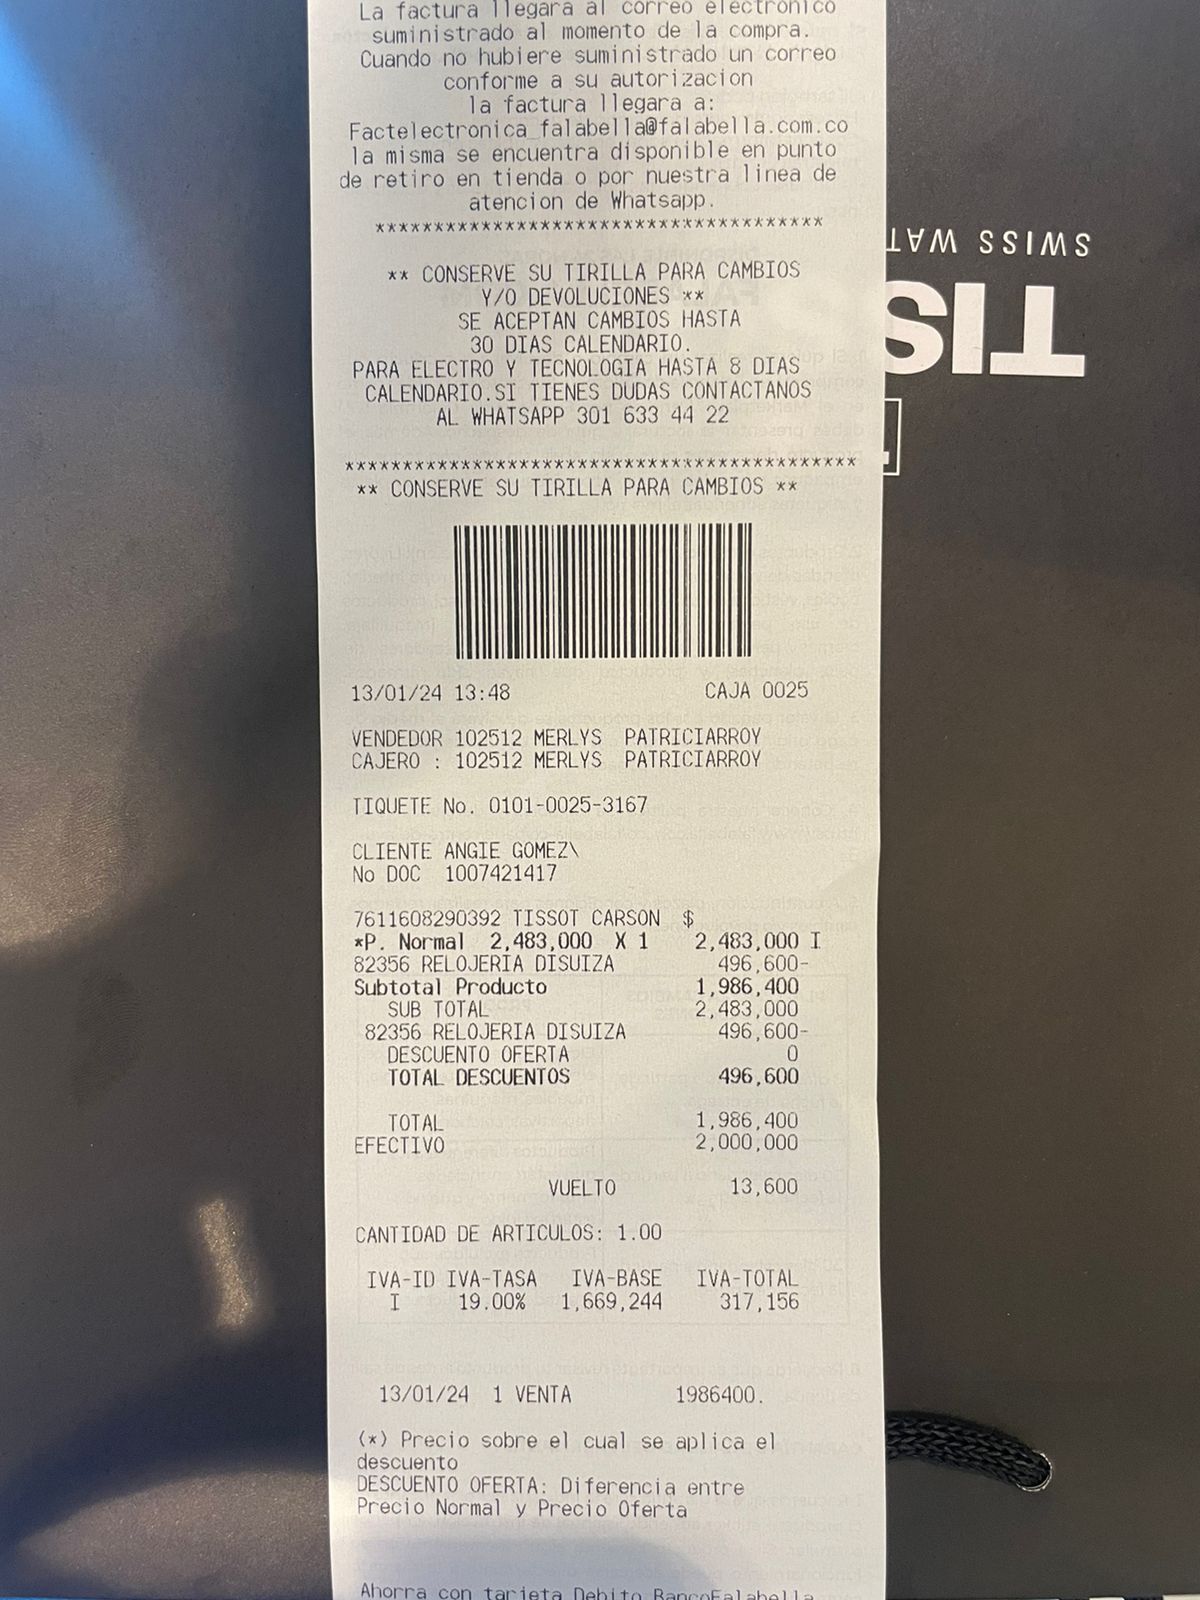 La factura llegara al correo electronico
suministrado al momento de la compra.
Cuando no hubiere suministrado un correo
conforme a su autorizacion
la factura llegara a:
Factelectronica_falabella@falabella.com.co
la misma se encuentra disponible en punto
de retiro en tienda o por nuestra linea de
atencion de Whatsapp.
***************************************
** CONSERVE SU TIRILLA PARA CAMBIOS
Y/O DEVOLUCIONES **
SE ACEPTAN CAMBIOS HASTA
30 DIAS CALENDARIO.
PARA ELECTRO Y TECNOLOGIA HASTA 8 DIAS
CALENDARIO.SI TIENES DUDAS CONTACTANOS
AL WHATSAPP 301 633 44 22
********************************************
** CONSERVE SU TIRILLA PARA CAMBIOS **
13/01/24 13:48 CAJA 0025
VENDEDOR 102512 MERLYS PATRICIARROY
CAJERO : 102512 MERLYS PATRICIARROY
TIQUETE No. 0101-0025-3167
CLIENTE ANGIE GOMEZ\
No DOC 1007421417
7611608290392 TISSOT CARSON $
*P. Normal 2,483,000 X 1 2,483,000 I
82356 RELOJERIA DISUIZA 496,600-
Subtotal Producto 1,986,400
SUB TOTAL 2,483,000
82356 RELOJERIA DISUIZA 496,600-
DESCUENTO OFERTA 0
TOTAL DESCUENTOS 496,600
TOTAL 1,986,400
EFECTIVO 2,000,000
VUELTO 13,600
CANTIDAD DE ARTICULOS: 1.00
IVA-ID IVA-TASA IVA-BASE IVA-TOTAL
I 19.00% 1,669,244 317,156
13/01/24 1 VENTA 1986400.
(*) Precio sobre el cual se aplica el
descuento
DESCUENTO OFERTA: Diferencia entre
Precio Normal y Precio Oferta
Ahorra con tarjeta Debito BancoFalabella
TIS
SWISS WAT